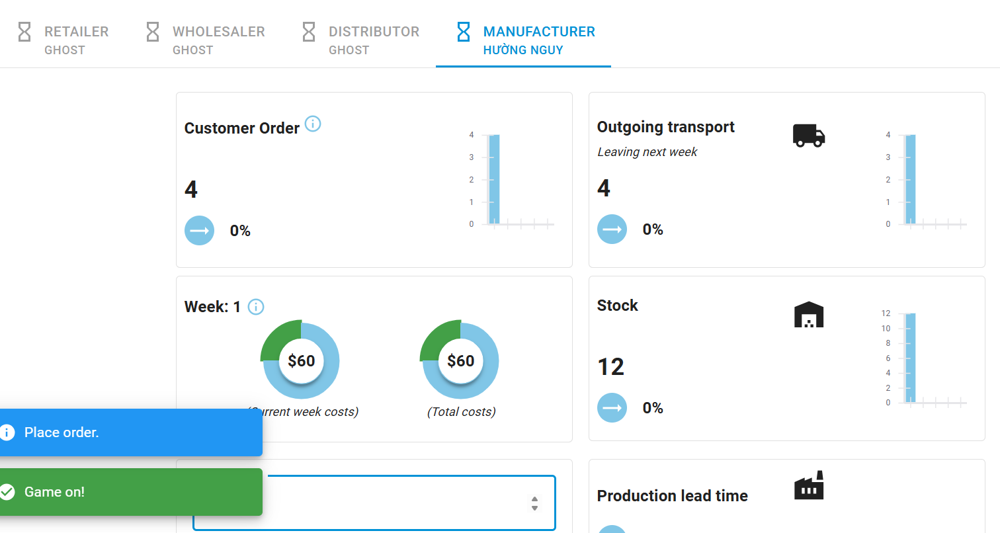 RETAILER
GHOST
WHOLESALER
GHOST
DISTRIBUTOR
GHOST
MANUFACTURER
HƯỜNG NGUY
Customer Order
4
3
2
1
0
4
0%
Outgoing transport
Leaving next week
4
3
2
1
0
4
0%
Week: 1
$60
$60
(Current week costs)
(Total costs)
Stock
12
10
8
6
4
2
0
12
0%
Place order.
Game on!
Production lead time